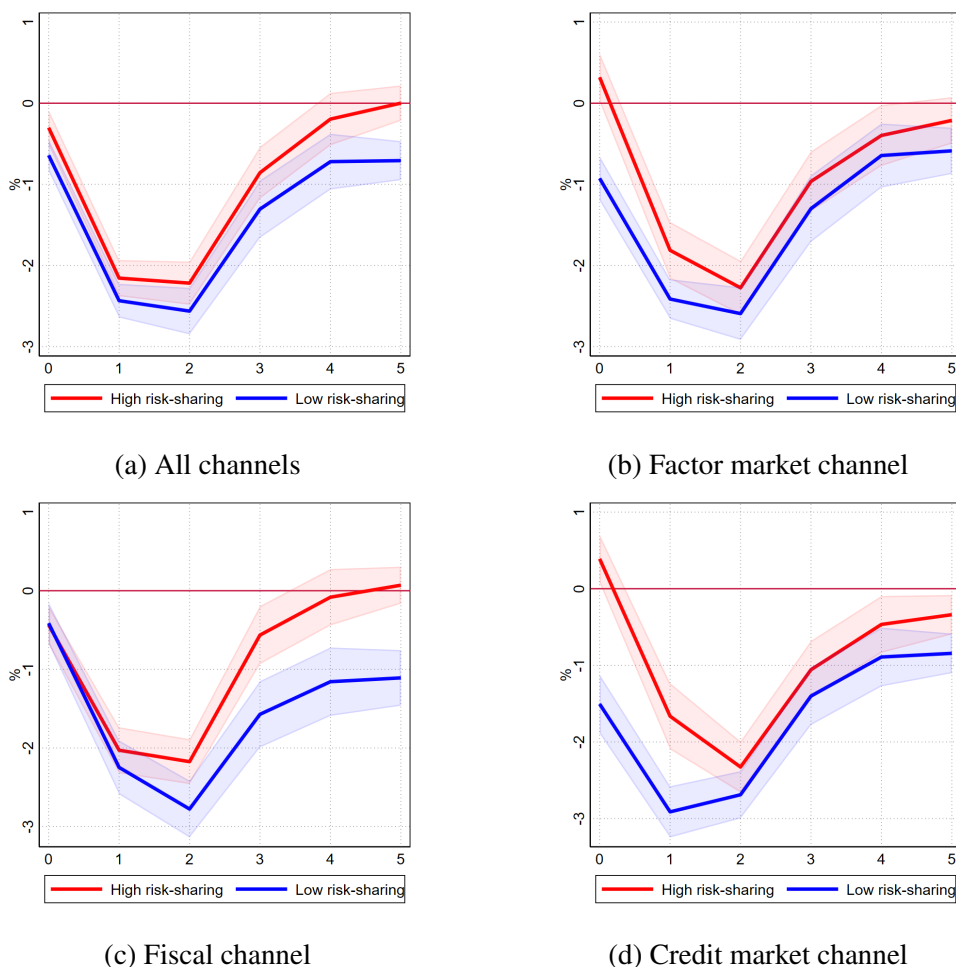 1
0
%
-1
-2
-3
0 1 2 3 4 5
High risk-sharing Low risk-sharing
(a) All channels
1
0
%
-1
-2
-3
0 1 2 3 4 5
High risk-sharing Low risk-sharing
(b) Factor market channel
1
0
%
-1
-2
-3
0 1 2 3 4 5
High risk-sharing Low risk-sharing
(c) Fiscal channel
1
0
%
-1
-2
-3
0 1 2 3 4 5
High risk-sharing Low risk-sharing
(d) Credit market channel